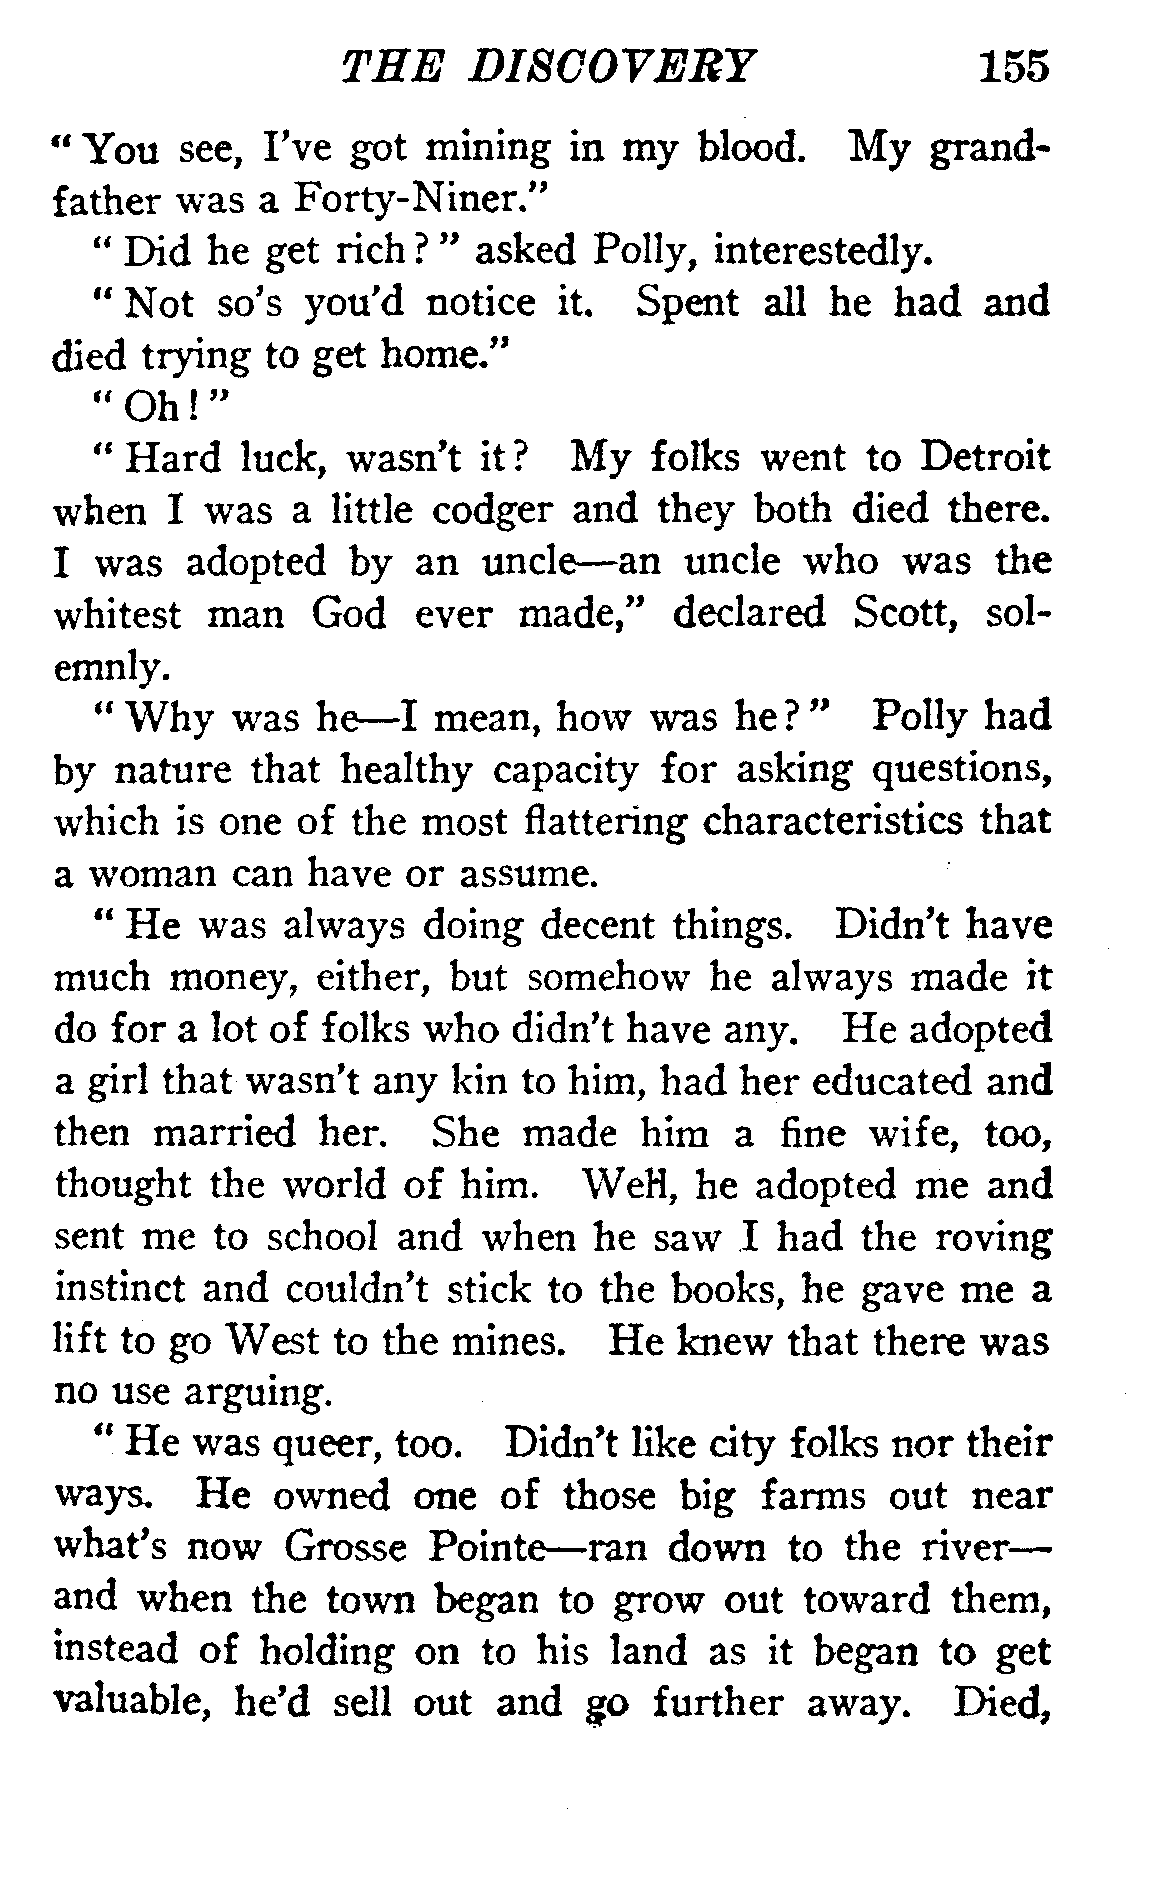 THE DISCOVERY 155
“ You see, I've got mining in my blood. My grand-
father was a Forty-Niner.”
“ Did he get rich? ” asked Polly, interestedly.
“ Not so's you'd notice it. Spent all he had and
died trying to get home.”
“ Oh! ”
“ Hard luck, wasn't it? My folks went to Detroit
when I was a little codger and they both died there.
I was adopted by an uncle—an uncle who was the
whitest man God ever made,” declared Scott, sol-
emnly.
“ Why was he—I mean, how was he? ” Polly had
by nature that healthy capacity for asking questions,
which is one of the most flattering characteristics that
a woman can have or assume.
“ He was always doing decent things. Didn't have
much money, either, but somehow he always made it
do for a lot of folks who didn't have any. He adopted
a girl that wasn't any kin to him, had her educated and
then married her. She made him a fine wife, too,
thought the world of him. Well, he adopted me and
sent me to school and when he saw I had the roving
instinct and couldn't stick to the books, he gave me a
lift to go West to the mines. He knew that there was
no use arguing.
“ He was queer, too. Didn't like city folks nor their
ways. He owned one of those big farms out near
what's now Grosse Pointe—ran down to the river—
and when the town began to grow out toward them,
instead of holding on to his land as it began to get
valuable, he'd sell out and go further away. Died,